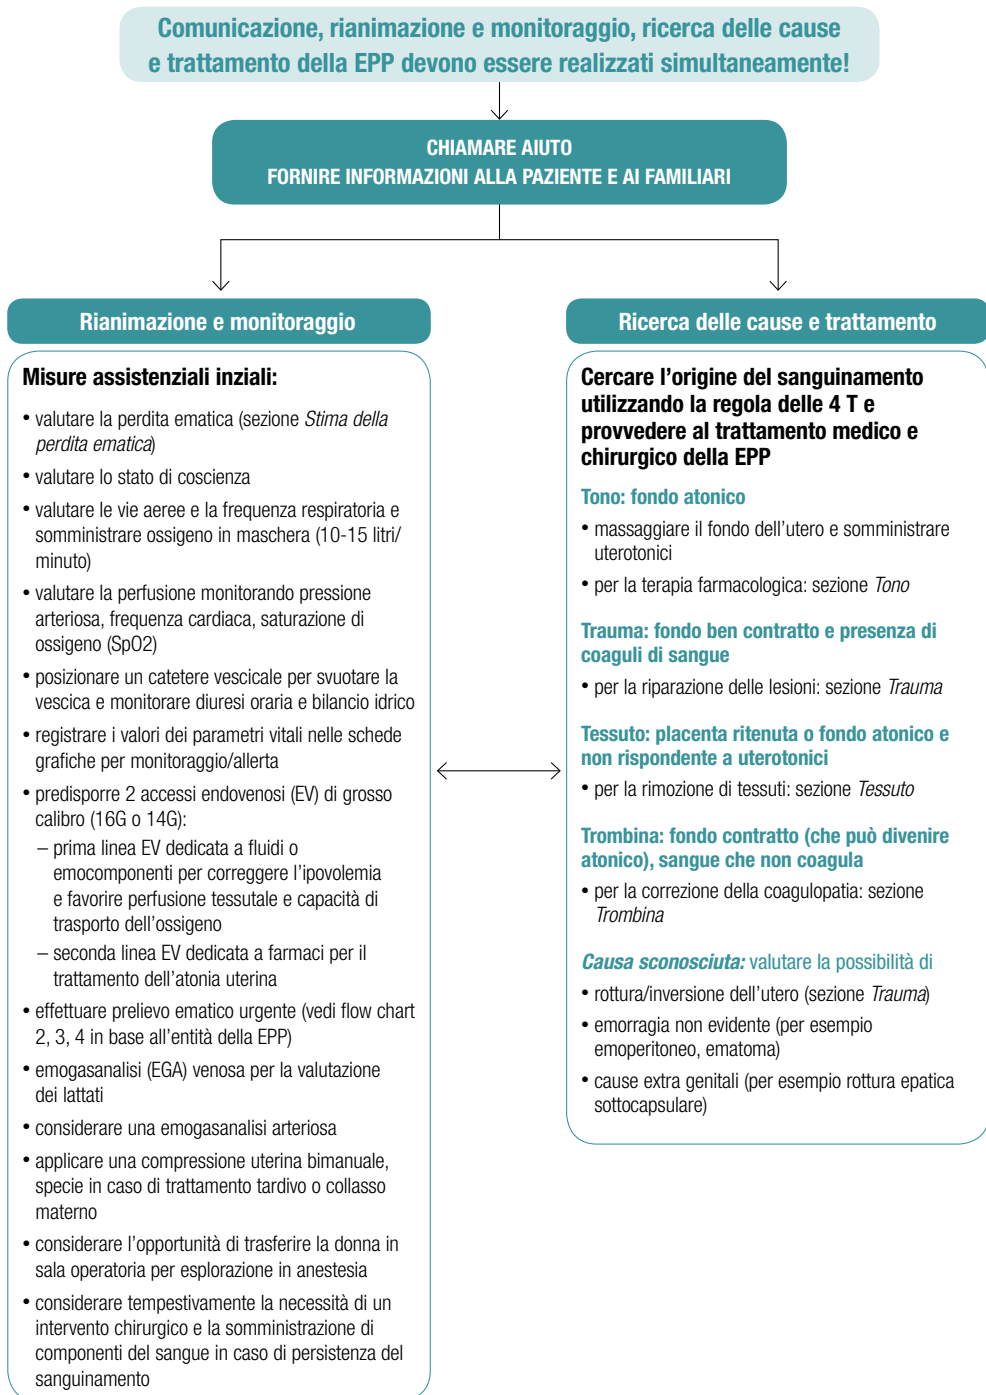 Comunicazione, rianimazione e monitoraggio, ricerca delle cause
e trattamento della EPP devono essere realizzati simultaneamente!
CHIAMARE AIUTO
FORNIRE INFORMAZIONI ALLA PAZIENTE E AI FAMILIARI
Rianimazione e monitoraggio
Misure assistenziali inziali:
• valutare la perdita ematica (sezione Stima della
perdita ematica)
• valutare lo stato di coscienza
• valutare le vie aeree e la frequenza respiratoria e
somministrare ossigeno in maschera (10-15 litri/
minuto)
• valutare la perfusione monitorando pressione
arteriosa, frequenza cardiaca, saturazione di
ossigeno (SpO2)
• posizionare un catetere vescicale per svuotare la
vescica e monitorare diuresi oraria e bilancio idrico
• registrare i valori dei parametri vitali nelle schede
grafiche per monitoraggio/allerta
• predisporre 2 accessi endovenosi (EV) di grosso
calibro (16G o 14G):
– prima linea EV dedicata a fluidi o
emocomponenti per correggere l'ipovolemia
e favorire perfusione tessutale e capacità di
trasporto dell'ossigeno
– seconda linea EV dedicata a farmaci per il
trattamento dell'atonia uterina
• effettuare prelievo ematico urgente (vedi flow chart
2, 3, 4 in base all'entità della EPP)
• emogasanalisi (EGA) venosa per la valutazione
dei lattati
• considerare una emogasanalisi arteriosa
• applicare una compressione uterina bimanuale,
specie in caso di trattamento tardivo o collasso
materno
• considerare l'opportunità di trasferire la donna in
sala operatoria per esplorazione in anestesia
• considerare tempestivamente la necessità di un
intervento chirurgico e la somministrazione di
componenti del sangue in caso di persistenza del
sanguinamento
Ricerca delle cause e trattamento
Cercare l'origine del sanguinamento
utilizzando la regola delle 4 T e
provvedere al trattamento medico e
chirurgico della EPP
Tono: fondo atonico
• massaggiare il fondo dell'utero e somministrare
uterotonici
• per la terapia farmacologica: sezione Tono
Trauma: fondo ben contratto e presenza di
coaguli di sangue
• per la riparazione delle lesioni: sezione Trauma
Tessuto: placenta ritenuta o fondo atonico e
non rispondente a uterotonici
• per la rimozione di tessuti: sezione Tessuto
Trombina: fondo contratto (che può divenire
atonico), sangue che non coagula
• per la correzione della coagulopatia: sezione
Trombina
Causa sconosciuta: valutare la possibilità di
• rottura/inversione dell'utero (sezione Trauma)
• emorragia non evidente (per esempio
emoperitoneo, ematoma)
• cause extra genitali (per esempio rottura epatica
sottocapsulare)